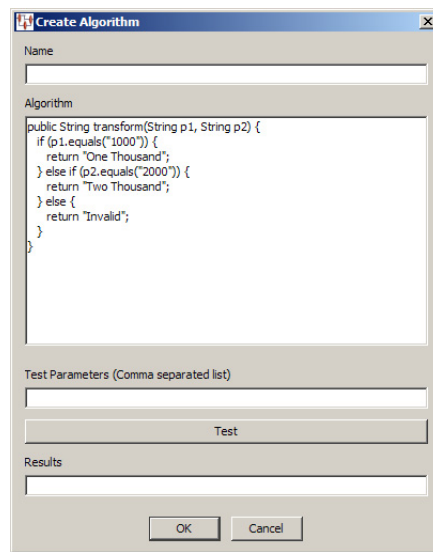 Create Algorithm
Name
Algorithm
public String transform(String p1, String p2) {
if (p1.equals("1000")) {
return "One Thousand";
} else if (p2.equals("2000")) {
return "Two Thousand";
} else {
return "Invalid";
}
}
Test Parameters (Comma separated list)
Test
Results
OK Cancel